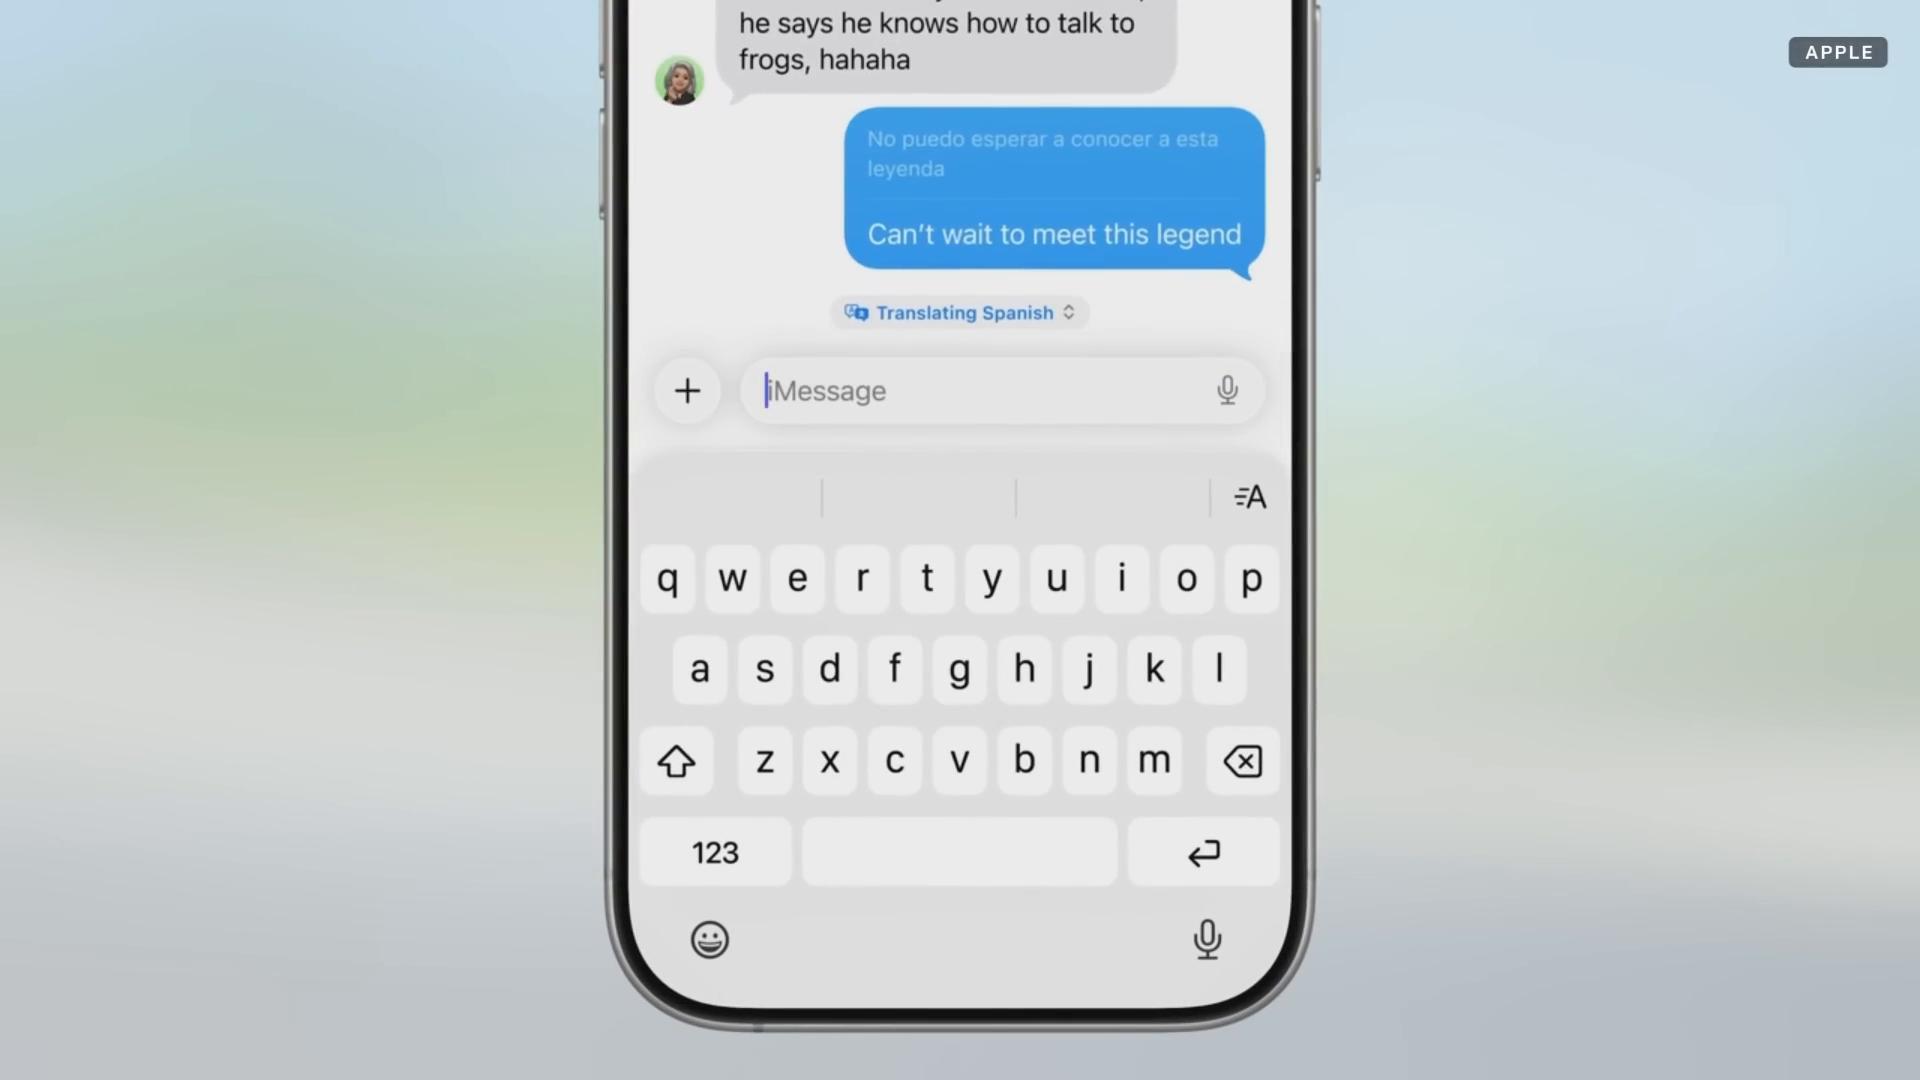 he says he knows how to talk to
frogs, hahaha
APPLE
No puedo esperar a conocer a esta
leyenda
Can't wait to meet this legend
Translating Spanish
iMessage
A
q w e r t y u i o p
a s d f g h j k l
z x c v b n m
123